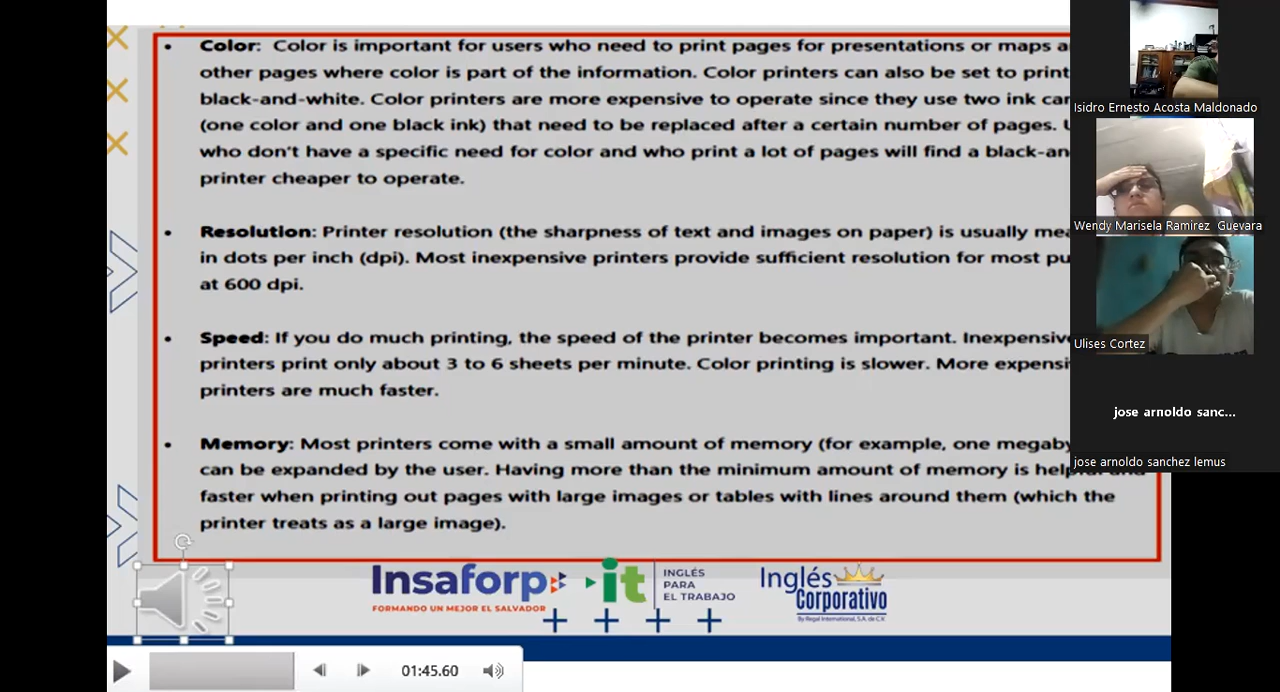 • Color: Color is important for users who need to print pages for presentations or maps a
other pages where color is part of the information. Color printers can also be set to print
black-and-white. Color printers are more expensive to operate since they use two ink car
(one color and one black ink) that need to be replaced after a certain number of pages. U
who don't have a specific need for color and who print a lot of pages will find a black-an
printer cheaper to operate.
• Resolution: Printer resolution (the sharpness of text and images on paper) is usually mea
in dots per inch (dpi). Most inexpensive printers provide sufficient resolution for most pu
at 600 dpi.
• Speed: If you do much printing, the speed of the printer becomes important. Inexpensive
printers print only about 3 to 6 sheets per minute. Color printing is slower. More expensi
printers are much faster.
• Memory: Most printers come with a small amount of memory (for example, one megaby
can be expanded by the user. Having more than the minimum amount of memory is helpful and
faster when printing out pages with large images or tables with lines around them (which the
printer treats as a large image).
Insaforp
FORMANDO UN MEJOR EL SALVADOR
it
INGLÉS
PARA
EL TRABAJO
Inglés
Corporativo
By Regal International, S.A. de C.V.
01:45.60
Isidro Ernesto Acosta Maldonado
Wendy Marisela Ramirez Guevara
Ulises Cortez
jose arnoldo sanc...
jose arnoldo sanchez lemus